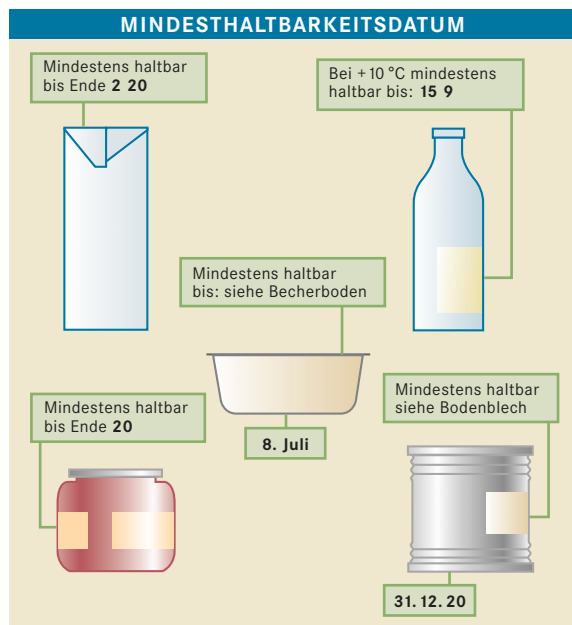 MINDESTHALTBARKEITSDATUM
Mindestens haltbar
bis Ende 2 20
Bei +10 °C mindestens
haltbar bis: 15 9
Mindestens haltbar
bis: siehe Becherboden
8. Juli
Mindestens haltbar
bis Ende 20
Mindestens haltbar
siehe Bodenblech
31. 12. 20